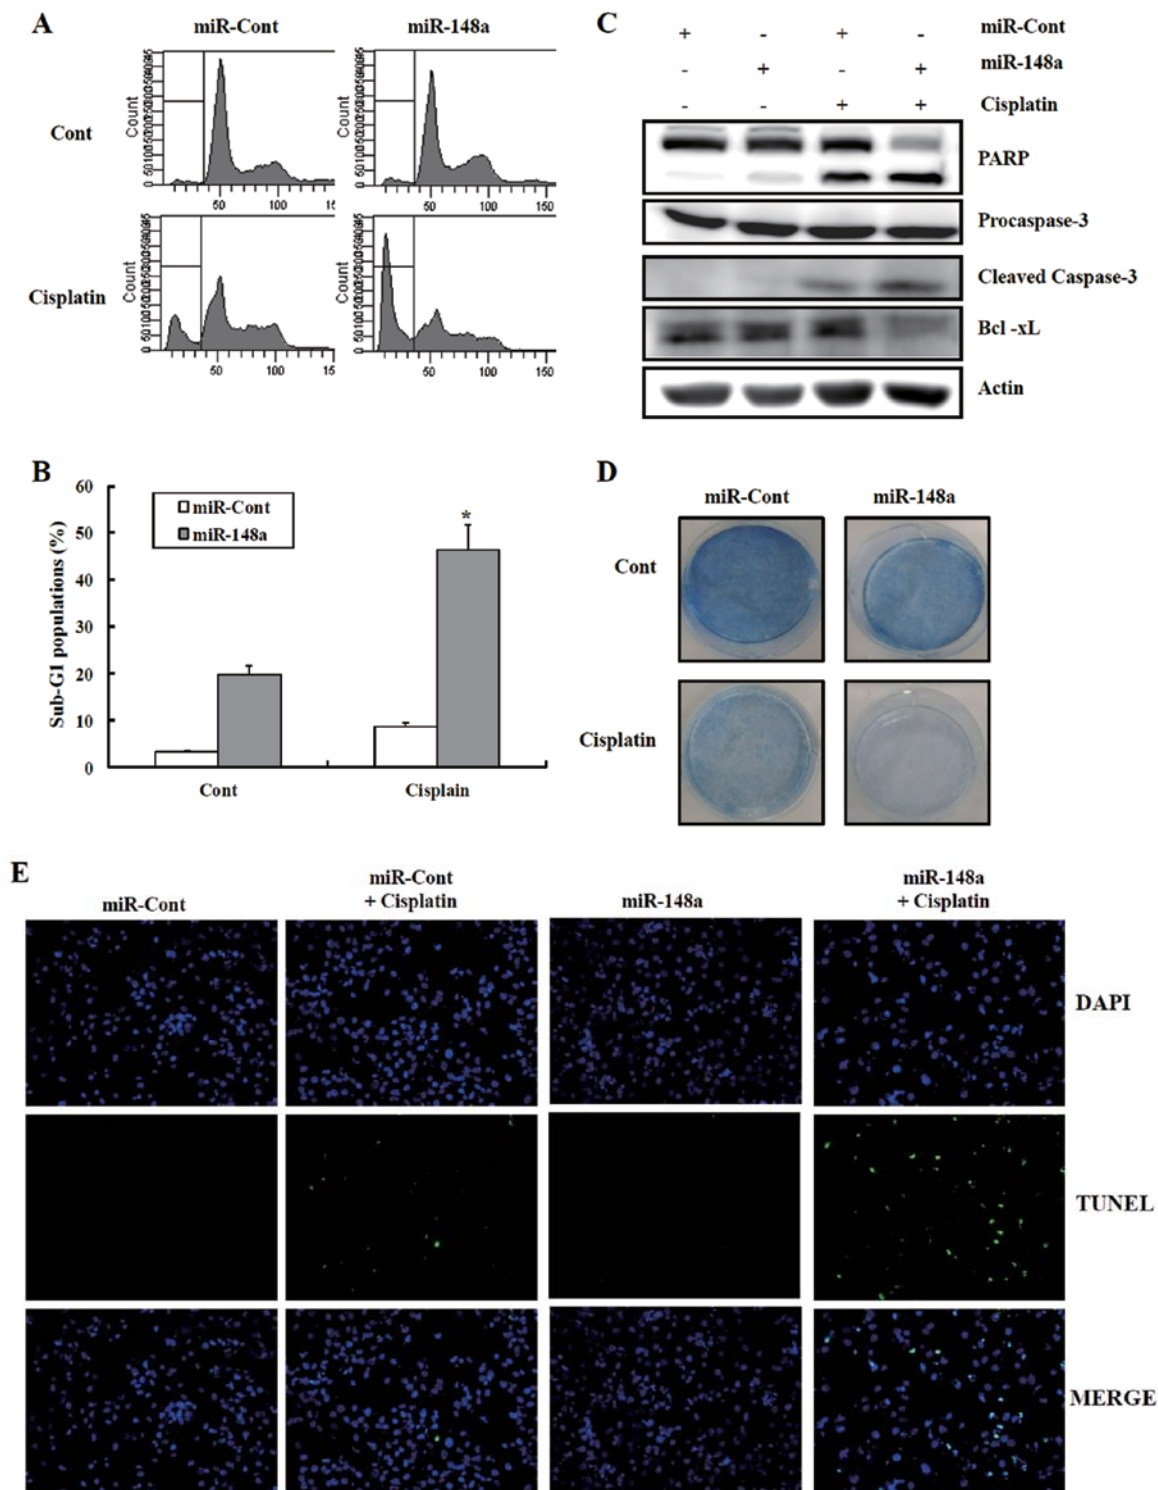 A
miR-Cont
miR-148a
Cont
Count
50
100
15
Count
50
100
150
Cisplatin
Count
50
100
15
Count
50
100
150
C
+ - + - miR-Cont
- + - + miR-148a
- - + + Cisplatin
PARP
Procaspase-3
Cleaved Caspase-3
Bcl -xL
Actin
B
Sub-G1 populations (%)
60
50
40
30
20
10
0
miR-Cont
miR-148a
*
Cont
Cisplain
D
miR-Cont
miR-148a
Cont
Cisplatin
E
miR-Cont
miR-Cont
+ Cisplatin
miR-148a
miR-148a
+ Cisplatin
DAPI
TUNEL
MERGE